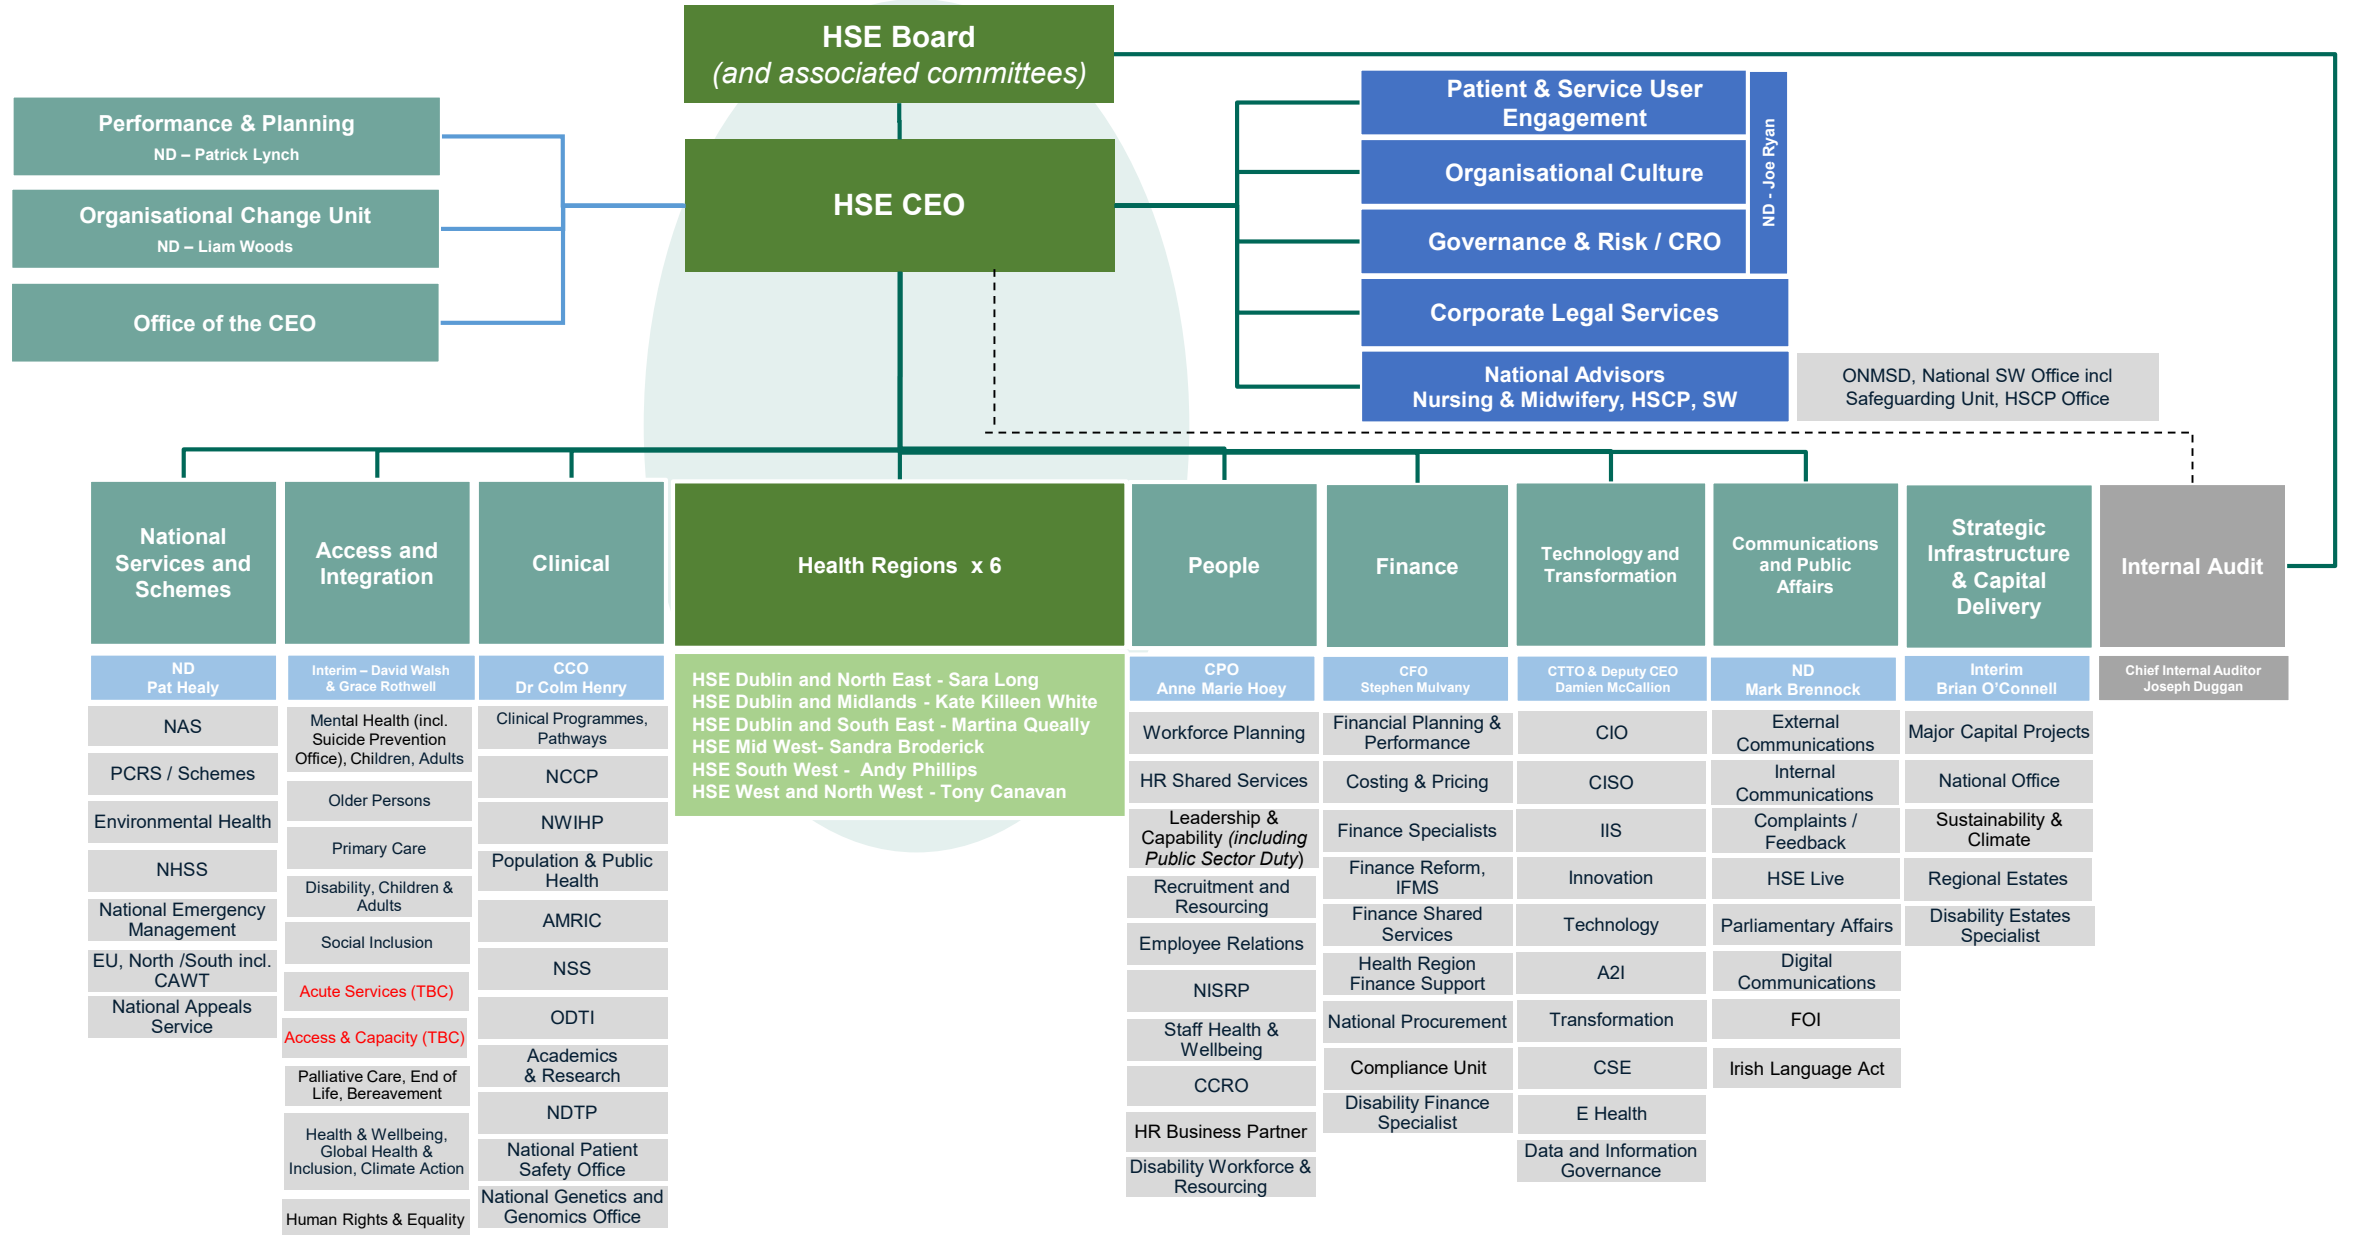 HSE Board
(and associated committees)
Performance & Planning
ND – Patrick Lynch
Organisational Change Unit
ND – Liam Woods
Office of the CEO
HSE CEO
Patient & Service User
Engagement
Organisational Culture
Governance & Risk / CRO
ND - Joe Ryan
Corporate Legal Services
National Advisors
Nursing & Midwifery, HSCP, SW
ONMSD, National SW Office incl
Safeguarding Unit, HSCP Office
National
Services and
Schemes
ND
Pat Healy
NAS
PCRS / Schemes
Environmental Health
NHSS
National Emergency
Management
EU, North /South incl.
CAWT
National Appeals
Service
Access and
Integration
Interim – David Walsh
& Grace Rothwell
Mental Health (incl.
Suicide Prevention
Office), Children, Adults
Older Persons
Primary Care
Disability, Children &
Adults
Social Inclusion
Acute Services (TBC)
Access & Capacity (TBC)
Palliative Care, End of
Life, Bereavement
Health & Wellbeing,
Global Health &
Inclusion, Climate Action
Human Rights & Equality
Clinical
CCO
Dr Colm Henry
Clinical Programmes,
Pathways
NCCP
NWIHP
Population & Public
Health
AMRIC
NSS
ODTI
Academics
& Research
NDTP
National Patient
Safety Office
National Genetics and
Genomics Office
Health Regions x 6
HSE Dublin and North East - Sara Long
HSE Dublin and Midlands - Kate Killeen White
HSE Dublin and South East - Martina Queally
HSE Mid West- Sandra Broderick
HSE South West - Andy Phillips
HSE West and North West - Tony Canavan
People
CPO
Anne Marie Hoey
Workforce Planning
HR Shared Services
Leadership &
Capability (including
Public Sector Duty)
Recruitment and
Resourcing
Employee Relations
NISRP
Staff Health &
Wellbeing
CCRO
HR Business Partner
Disability Workforce &
Resourcing
Finance
CFO
Stephen Mulvany
Financial Planning &
Performance
Costing & Pricing
Finance Specialists
Finance Reform,
IFMS
Finance Shared
Services
Health Region
Finance Support
National Procurement
Compliance Unit
Disability Finance
Specialist
Technology and
Transformation
CTTO & Deputy CEO
Damien McCallion
CIO
CISO
IIS
Innovation
Technology
A2I
Transformation
CSE
E Health
Data and Information
Governance
Communications
and Public
Affairs
ND
Mark Brennock
External
Communications
Internal
Communications
Complaints /
Feedback
HSE Live
Parliamentary Affairs
Digital
Communications
FOI
Irish Language Act
Strategic
Infrastructure
& Capital
Delivery
Interim
Brian O’Connell
Major Capital Projects
National Office
Sustainability &
Climate
Regional Estates
Disability Estates
Specialist
Internal Audit
Chief Internal Auditor
Joseph Duggan